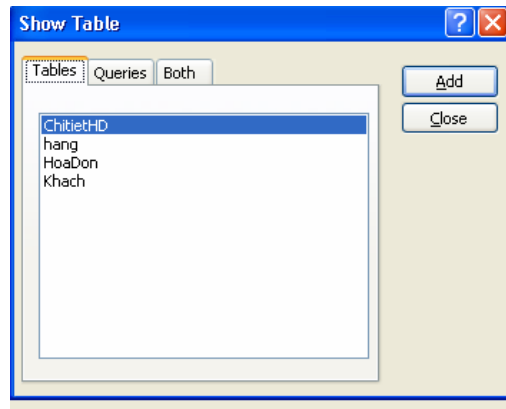 Show Table
Tables Queries Both
Add
Close
ChitietHD
hang
HoaDon
Khach